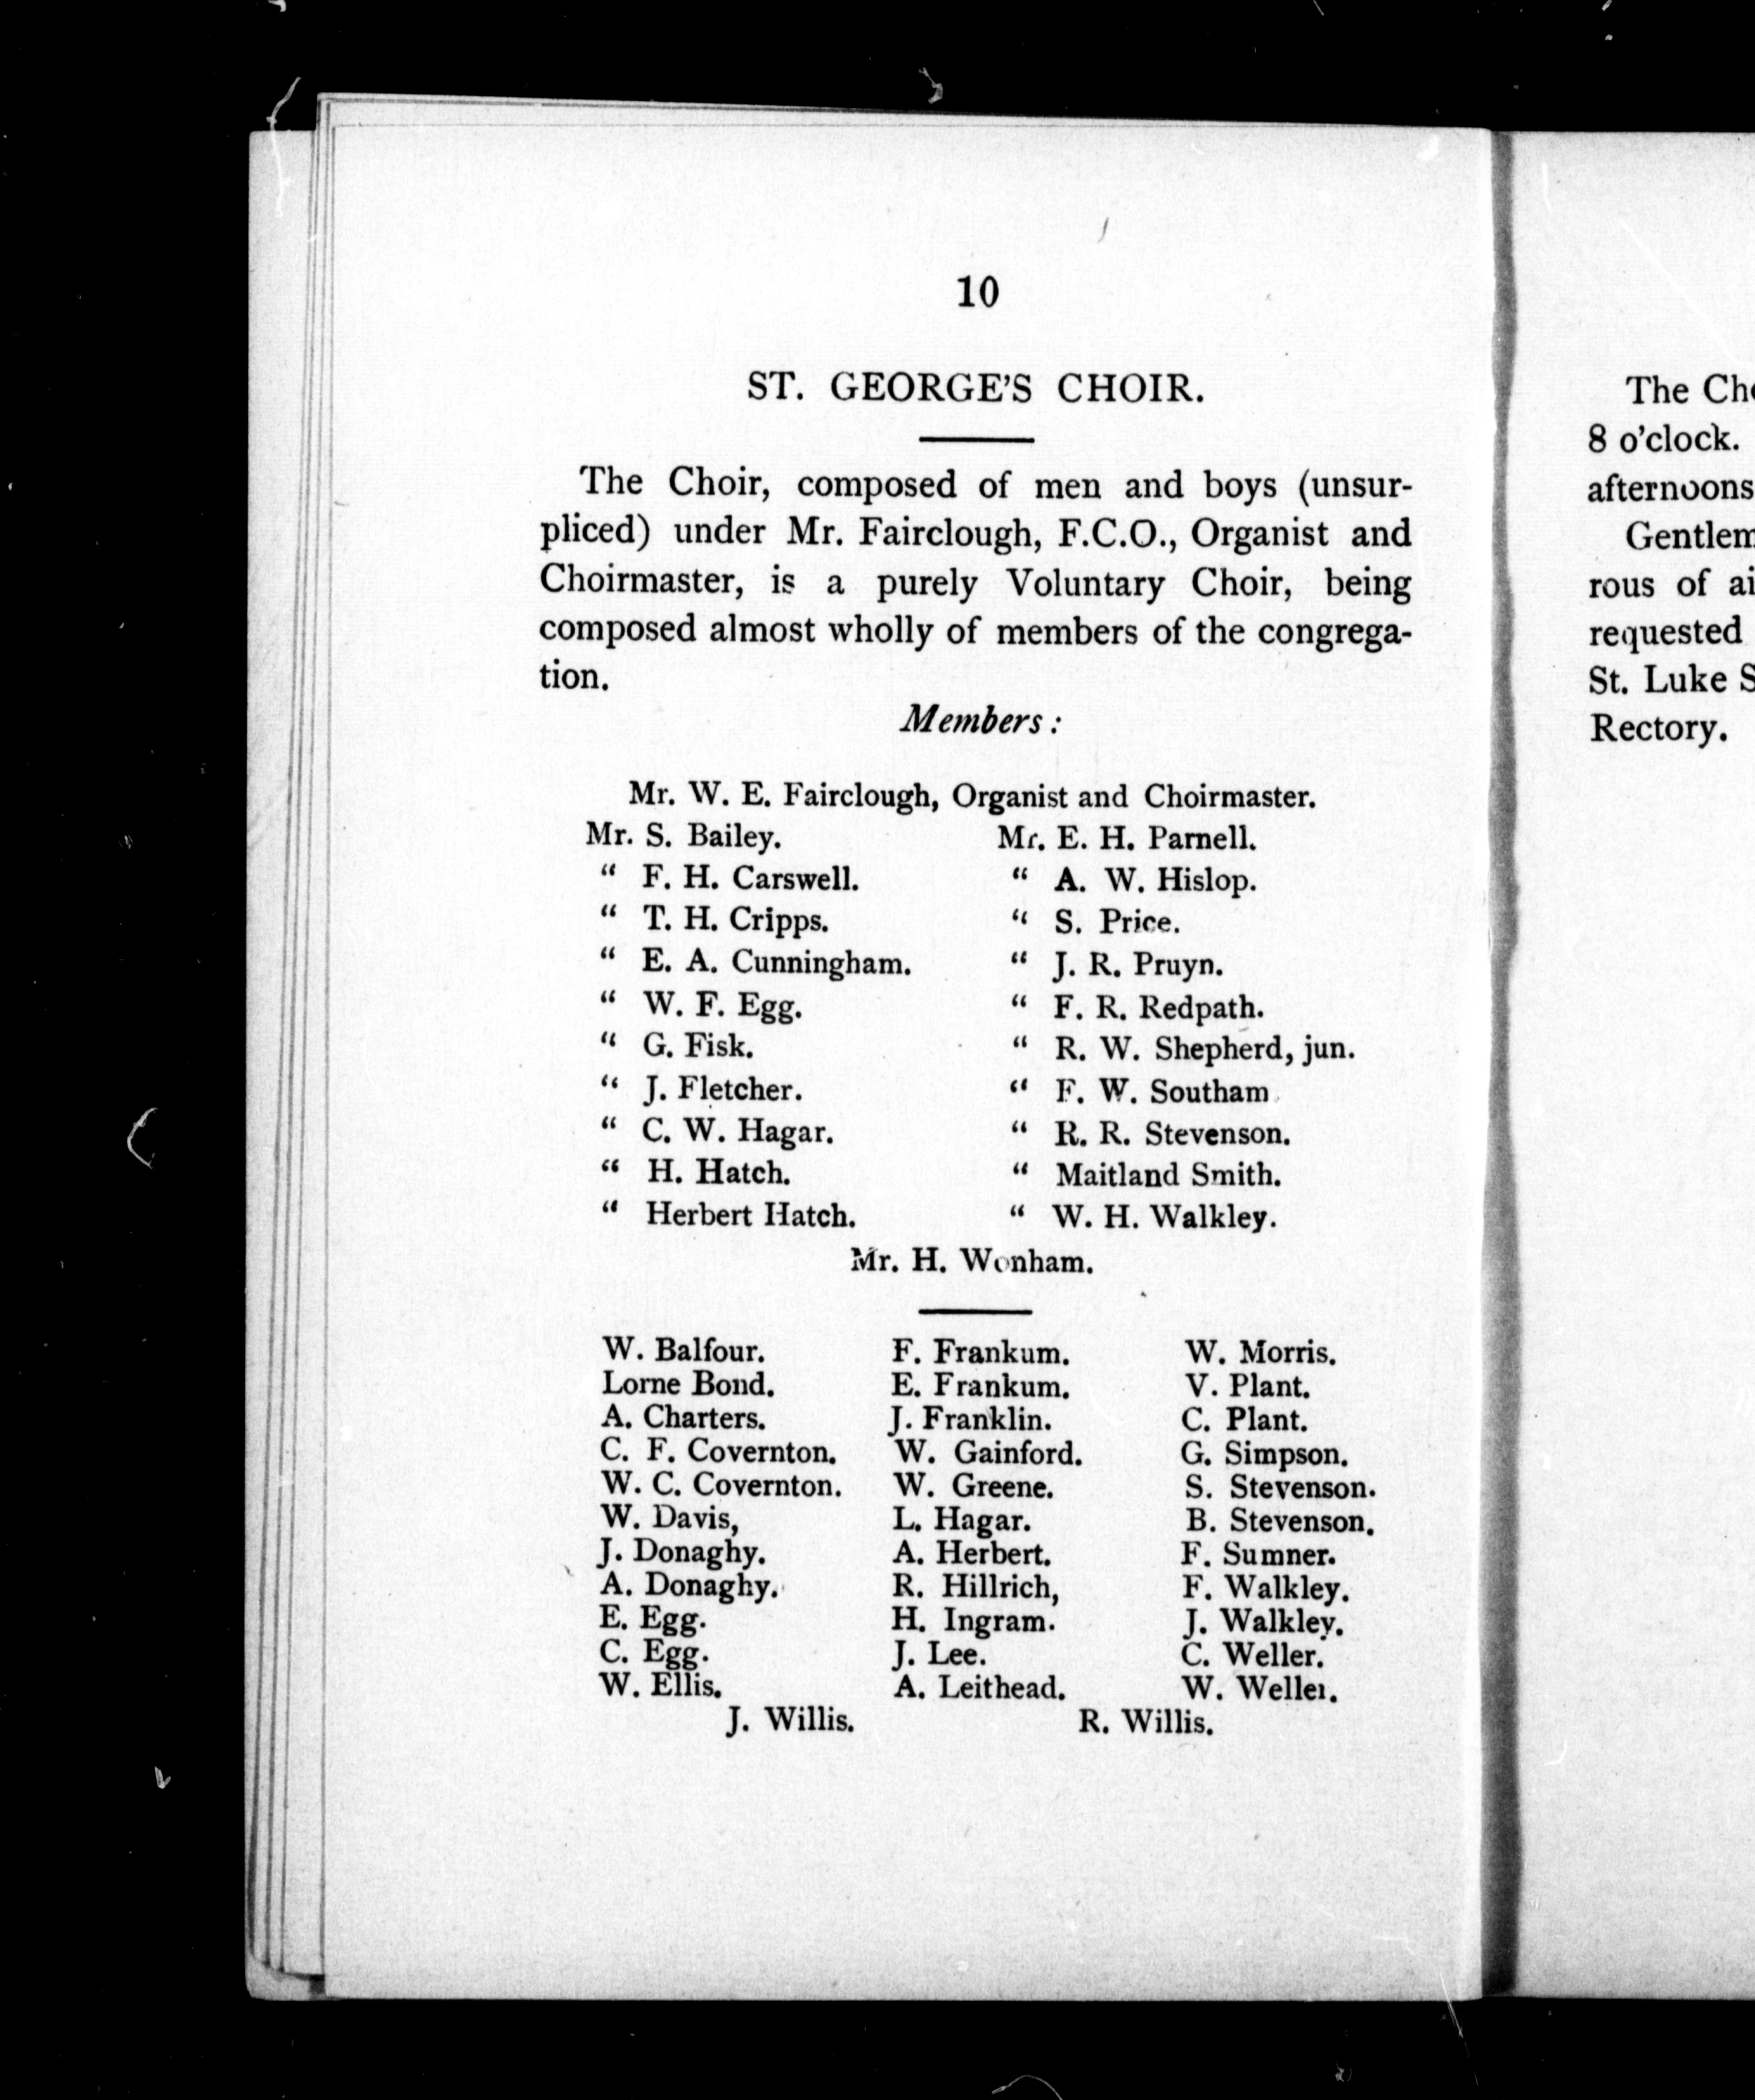 10
ST. GEORGE'S CHOIR.
The Choir, composed of men and boys (unsur-
pliced) under Mr. Fairclough, F.C.O., Organist and
Choirmaster, is a purely Voluntary Choir, being
composed almost wholly of members of the congrega-
tion.
Members:
Mr. W. E. Fairclough, Organist and Choirmaster.
Mr. S. Bailey. Mr. E. H. Parnell.
“ F. H. Carswell. “ A. W. Hislop.
“ T. H. Cripps. “ S. Price.
“ E. A. Cunningham. “ J. R. Pruyn.
“ W. F. Egg. “ F. R. Redpath.
“ G. Fisk. “ R. W. Shepherd, jun.
“ J. Fletcher. “ F. W. Southam
“ C. W. Hagar. “ R. R. Stevenson.
“ H. Hatch. “ Maitland Smith.
“ Herbert Hatch. “ W. H. Walkley.
Mr. H. Wonham.
W. Balfour. F. Frankum. W. Morris.
Lorne Bond. E. Frankum. V. Plant.
A. Charters. J. Franklin. C. Plant.
C. F. Covernton. W. Gainford. G. Simpson.
W. C. Covernton. W. Greene. S. Stevenson.
W. Davis, L. Hagar. B. Stevenson.
J. Donaghy. A. Herbert. F. Sumner.
A. Donaghy. R. Hillrich, F. Walkley.
E. Egg. H. Ingram. J. Walkley.
C. Egg. J. Lee. C. Weller.
W. Ellis. A. Leithead. W. Weller.
J. Willis. R. Willis.
The
8 o'clock.
afternoons
rous of
requested
St. Luke
Rectory.